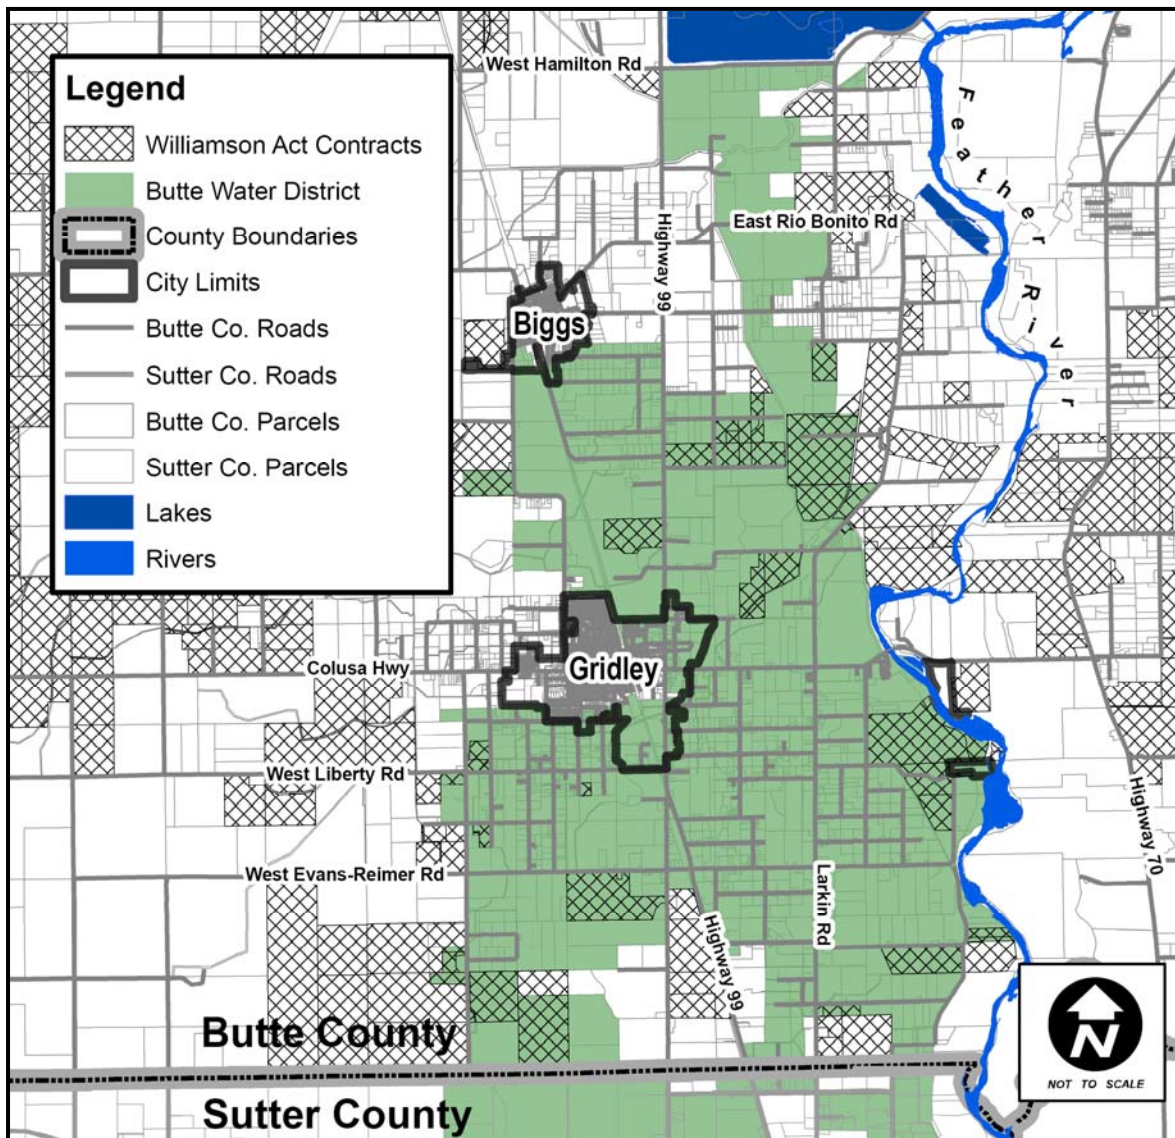 Legend
Williamson Act Contracts
Butte Water District
County Boundaries
City Limits
Butte Co. Roads
Sutter Co. Roads
Butte Co. Parcels
Sutter Co. Parcels
Lakes
Rivers
West Hamilton Rd
Feather River
East Rio Bonito Rd
Highway 99
Biggs
Gridley
Colusa Hwy
West Liberty Rd
Highway 70
West Evans-Reimer Rd
Larkin Rd
Highway 99
Butte County
Sutter County
N
NOT TO SCALE